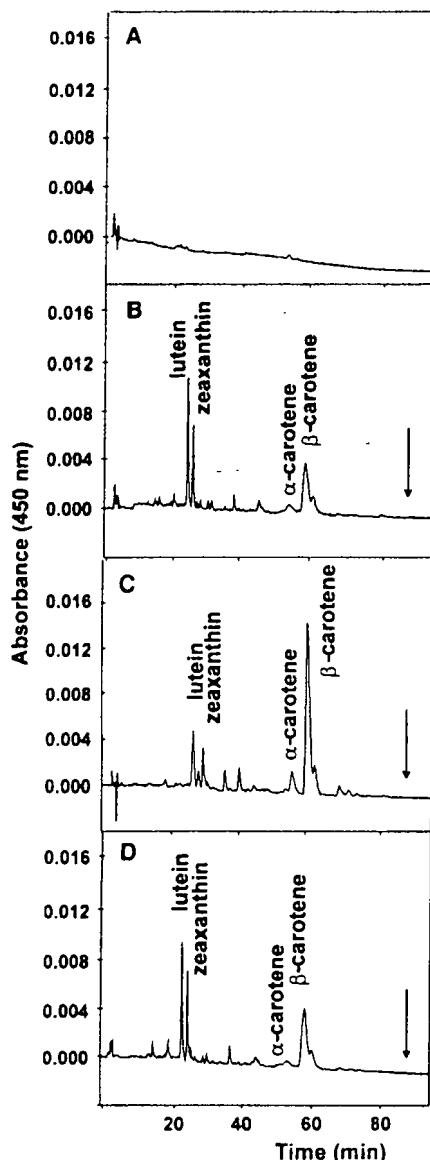 A
0.016
0.012
0.008
0.004
0.000
B
0.016
0.012
0.008
0.004
0.000
lutein
zeaxanthin
α-carotene
β-carotene
C
0.016
0.012
0.008
0.004
0.000
lutein
zeaxanthin
α-carotene
β-carotene
D
0.016
0.012
0.008
0.004
0.000
lutein
zeaxanthin
α-carotene
β-carotene
Absorbance (450 nm)
20
40
60
80
Time (min)